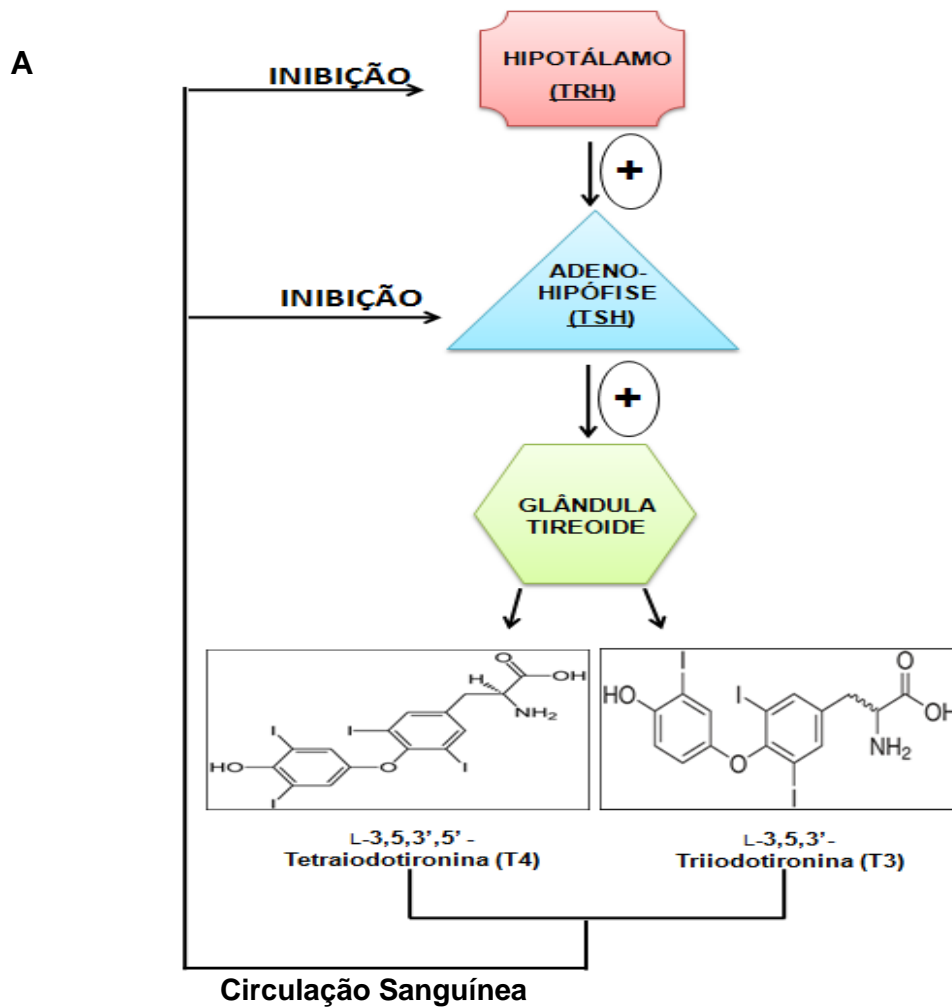 A
HIPOTÁLAMO
(TRH)
INIBIÇÃO
+
ADENO-
HIPÓFISE
(TSH)
INIBIÇÃO
+
GLÂNDULA
TIREOIDE
H
O
OH
NH₂
I
I
I
I
HO
O
I
I
I
HO
O
O
OH
NH₂
L-3,5,3’,5’ -
Tetraiodotironina (T4)
L-3,5,3’-
Triiodotironina (T3)
Circulação Sanguínea